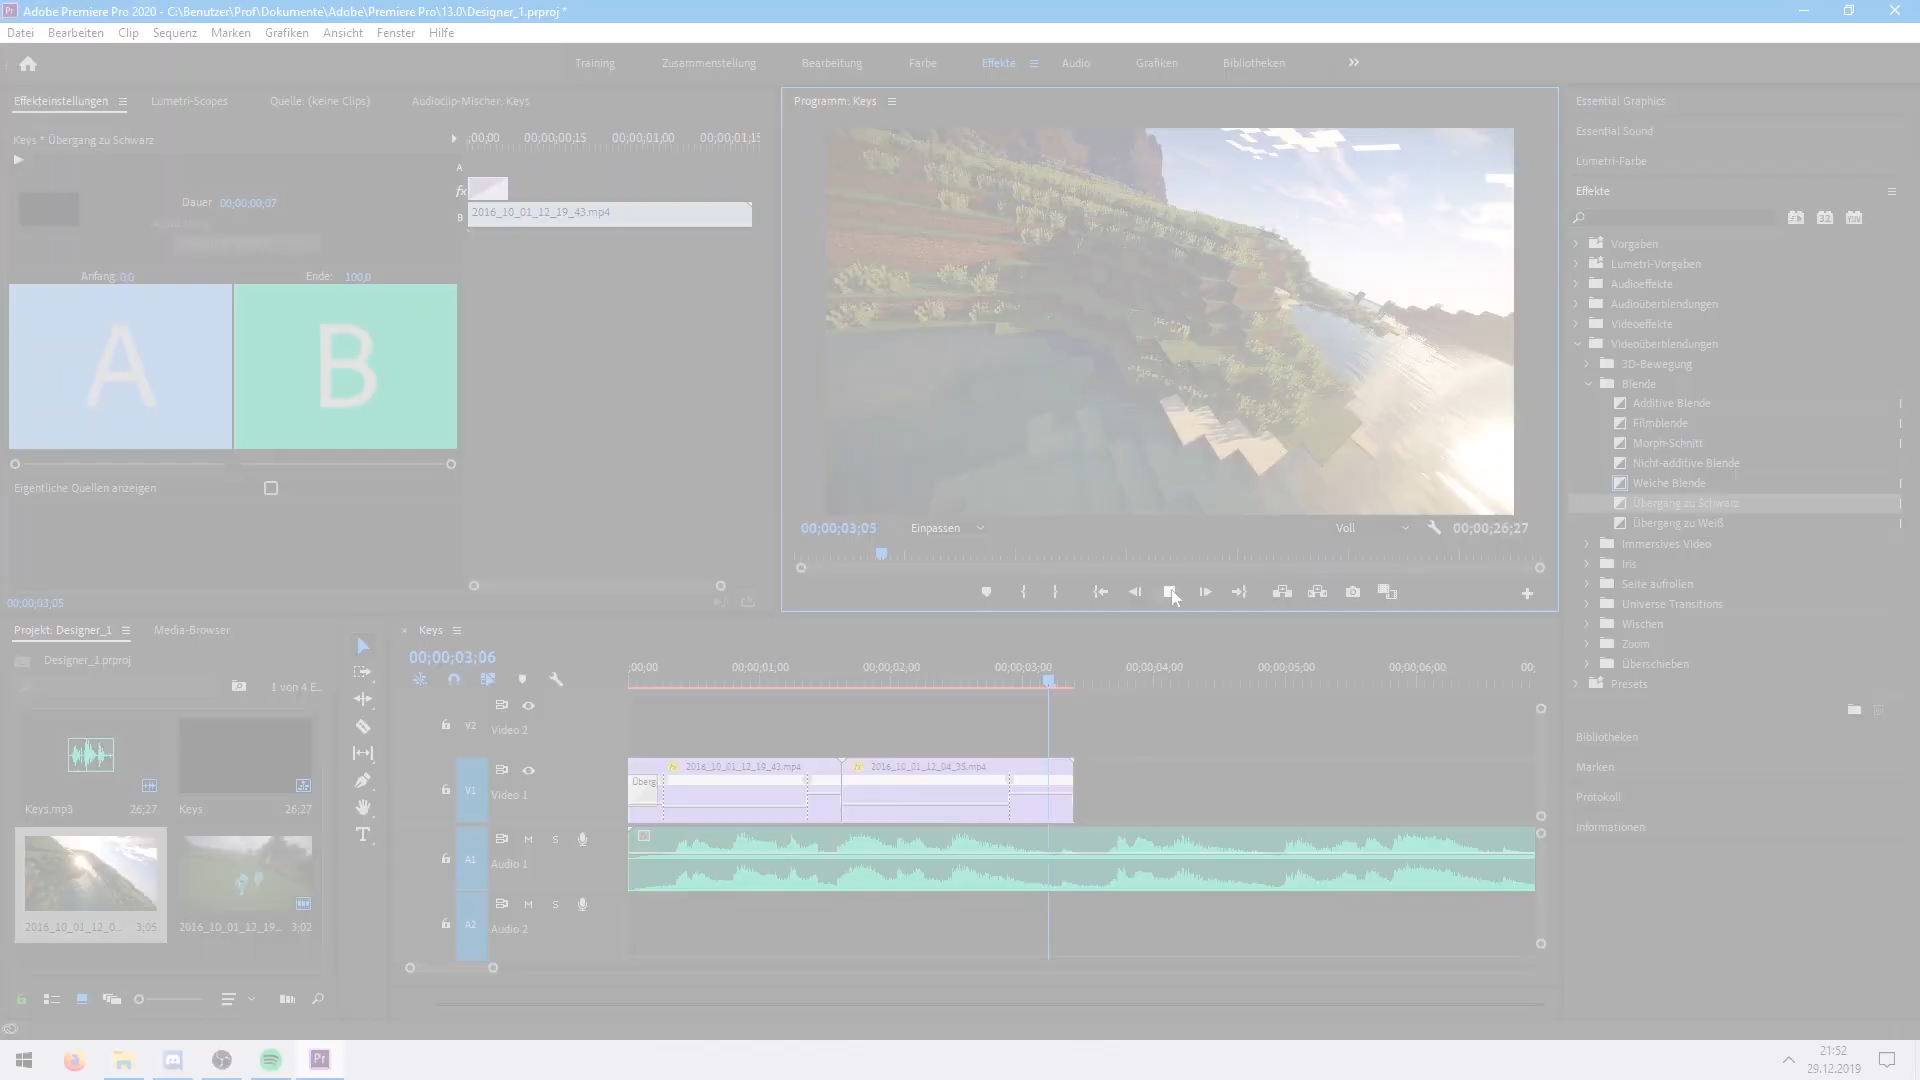 Adobe Premiere Pro 2020 - C:\Benutzer\Prof\Dokumente\Adobe\Premiere Pro\13.0\Designer_1.prproj *
Datei Bearbeiten Clip Sequenz Marken Grafiken Ansicht Fenster Hilfe
Training Zusammenstellung Bearbeitung Farbe Effekte Audio Grafiken Bibliotheken
Effekteinstellungen Lumetri-Scopes Quelle: (keine Clips) Audioclip-Mischer: Keys
Keys * Übergang zu Schwarz
;00;00 00;00;00;15 00;00;01;00 00;00;01;15
A
fx
B 2016_10_01_12_19_43.mp4
Dauer 00;00;00;07
Anfang: 0,0 Ende: 100,0
A B
Eigentliche Quellen anzeigen
00;00;03;05
Programm: Keys
00;00;03;05 Einpassen Voll 00;00;26;27
Essential Graphics
Essential Sound
Lumetri-Farbe
Effekte
Vorgaben
Lumetri-Vorgaben
Audioeffekte
Audioüberblendungen
Videoeffekte
Videoüberblendungen
3D-Bewegung
Blende
Additive Blende
Filmblende
Morph-Schnitt
Nicht-additive Blende
Weiche Blende
Übergang zu Schwarz
Übergang zu Weiß
Immersives Video
Iris
Seite aufrollen
Universe Transitions
Wischen
Zoom
Überschieben
Presets
Bibliotheken
Marken
Protokoll
Informationen
Projekt: Designer_1 Media-Browser
Designer_1.prproj
1 von 4 E...
Keys.mp3 26;27 Keys 26;27
2016_10_01_12_0... 3;05 2016_10_01_12_19... 3;02
Keys
00;00;03;06
;00;00 00;00;01;00 00;00;02;00 00;00;03;00 00;00;04;00 00;00;05;00 00;00;06;00 00;
V2 Video 2
V1 Video 1
Überg
2016_10_01_12_19_43.mp4 2016_10_01_12_04_35.mp4
M S
A1 Audio 1
M S
A2 Audio 2
Pr
21:52
29.12.2019